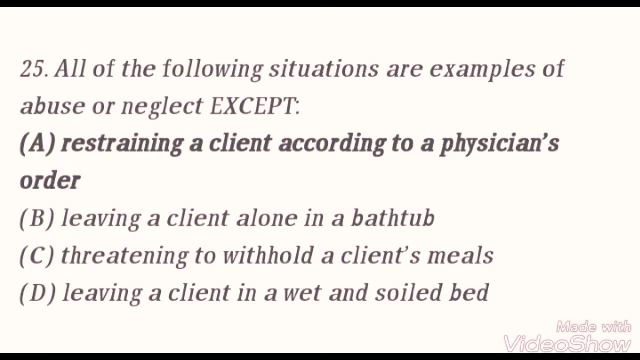 25. All of the following situations are examples of
abuse or neglect EXCEPT:
(A) restraining a client according to a physician's
order
(B) leaving a client alone in a bathtub
(C) threatening to withhold a client's meals
(D) leaving a client in a wet and soiled bed
Made with
VideoShow